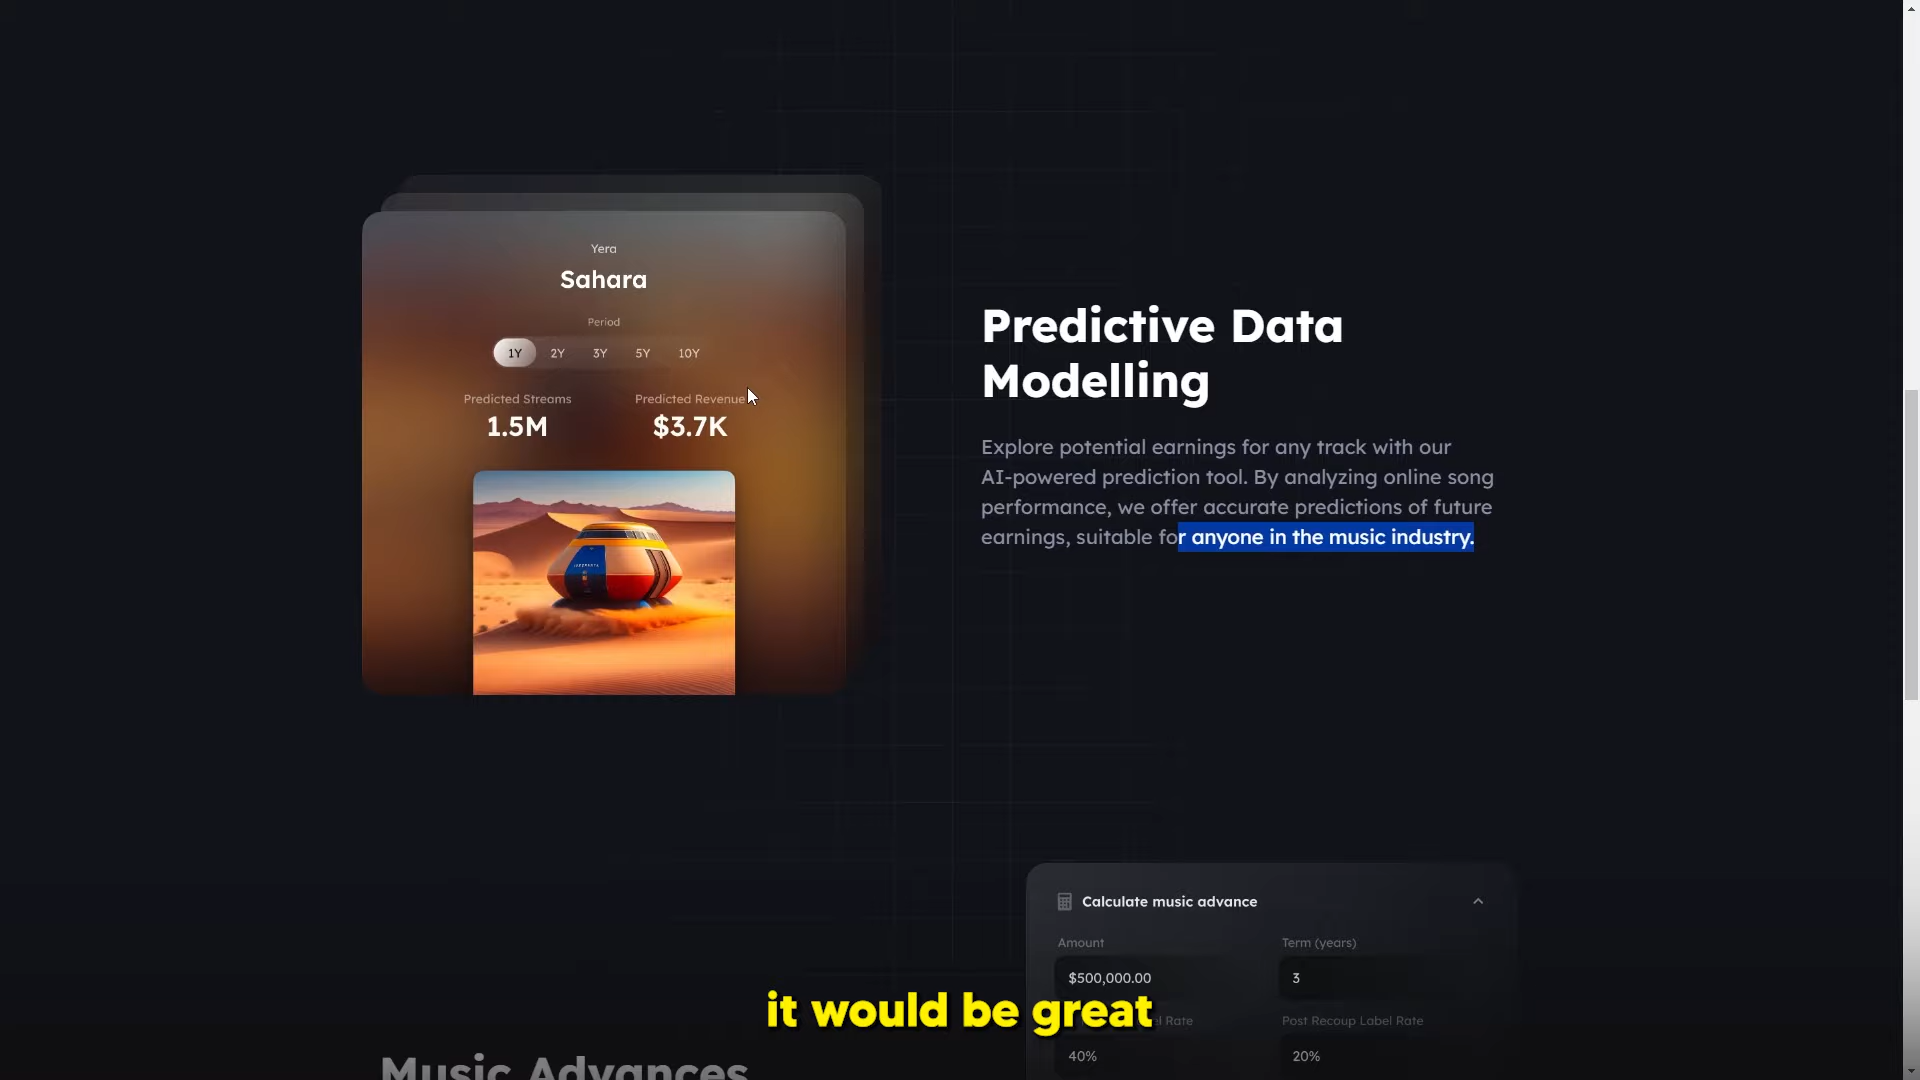 Yera
Sahara
Period
1Y 2Y 3Y 5Y 10Y
Predicted Streams Predicted Revenue
1.5M $3.7K
Predictive Data
Modelling
Explore potential earnings for any track with our
AI-powered prediction tool. By analyzing online song
performance, we offer accurate predictions of future
earnings, suitable for anyone in the music industry.
Calculate music advance
Amount Term (years)
$500,000.00 3
it would be great
Rate Post Recoup Label Rate
40% 20%
Music Advances